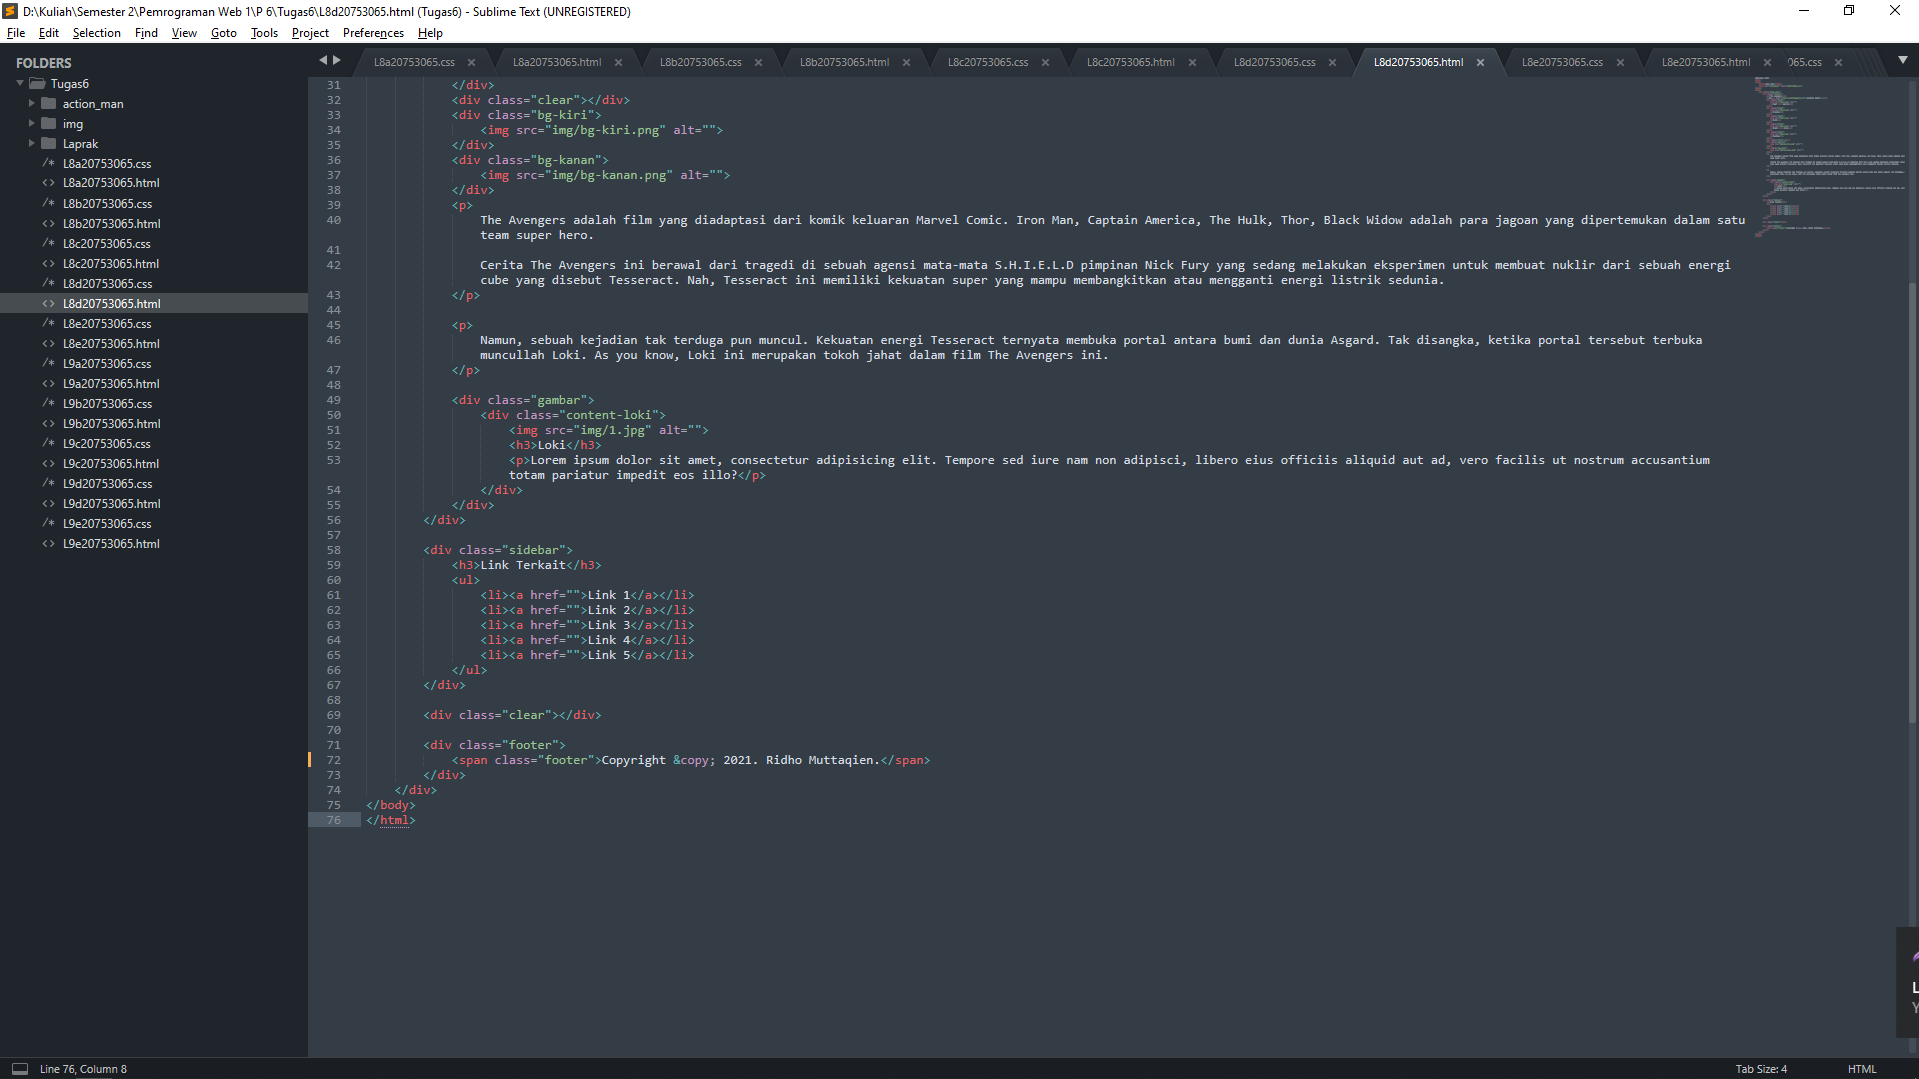 D:\Kuliah\Semester 2\Pemrograman Web 1\P 6\Tugas6\L8d20753065.html (Tugas6) - Sublime Text (UNREGISTERED)
File Edit Selection Find View Goto Tools Project Preferences Help
FOLDERS
Tugas6
action_man
img
Laprak
/* L8a20753065.css
<> L8a20753065.html
/* L8b20753065.css
<> L8b20753065.html
/* L8c20753065.css
<> L8c20753065.html
/* L8d20753065.css
<> L8d20753065.html
/* L8e20753065.css
<> L8e20753065.html
/* L9a20753065.css
<> L9a20753065.html
/* L9b20753065.css
<> L9b20753065.html
/* L9c20753065.css
<> L9c20753065.html
/* L9d20753065.css
<> L9d20753065.html
/* L9e20753065.css
<> L9e20753065.html
L8a20753065.css L8a20753065.html L8b20753065.css L8b20753065.html L8c20753065.css L8c20753065.html L8d20753065.css L8d20753065.html L8e20753065.css L8e20753065.html 065.css
31 </div>
32 <div class="clear"></div>
33 <div class="bg-kiri">
34 <img src="img/bg-kiri.png" alt="">
35 </div>
36 <div class="bg-kanan">
37 <img src="img/bg-kanan.png" alt="">
38 </div>
39 <p>
40 The Avengers adalah film yang diadaptasi dari komik keluaran Marvel Comic. Iron Man, Captain America, The Hulk, Thor, Black Widow adalah para jagoan yang dipertemukan dalam satu
team super hero.
41
42 Cerita The Avengers ini berawal dari tragedi di sebuah agensi mata-mata S.H.I.E.L.D pimpinan Nick Fury yang sedang melakukan eksperimen untuk membuat nuklir dari sebuah energi
cube yang disebut Tesseract. Nah, Tesseract ini memiliki kekuatan super yang mampu membangkitkan atau mengganti energi listrik sedunia.
43 </p>
44
45 <p>
46 Namun, sebuah kejadian tak terduga pun muncul. Kekuatan energi Tesseract ternyata membuka portal antara bumi dan dunia Asgard. Tak disangka, ketika portal tersebut terbuka
muncullah Loki. As you know, Loki ini merupakan tokoh jahat dalam film The Avengers ini.
47 </p>
48
49 <div class="gambar">
50 <div class="content-loki">
51 <img src="img/1.jpg" alt="">
52 <h3>Loki</h3>
53 <p>Lorem ipsum dolor sit amet, consectetur adipisicing elit. Tempore sed iure nam non adipisci, libero eius officiis aliquid aut ad, vero facilis ut nostrum accusantium
totam pariatur impedit eos illo?</p>
54 </div>
55 </div>
56 </div>
57
58 <div class="sidebar">
59 <h3>Link Terkait</h3>
60 <ul>
61 <li><a href="">Link 1</a></li>
62 <li><a href="">Link 2</a></li>
63 <li><a href="">Link 3</a></li>
64 <li><a href="">Link 4</a></li>
65 <li><a href="">Link 5</a></li>
66 </ul>
67 </div>
68
69 <div class="clear"></div>
70
71 <div class="footer">
72 <span class="footer">Copyright &copy; 2021. Ridho Muttaqien.</span>
73 </div>
74 </div>
75 </body>
76 </html>
Line 76, Column 8
Tab Size: 4
HTML